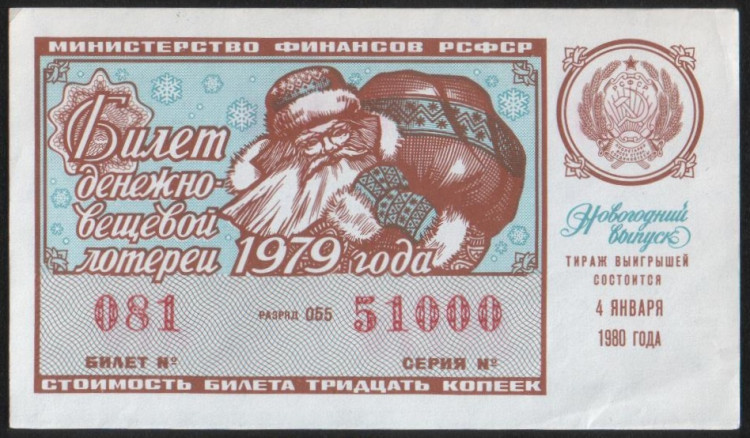 МИНИСТЕРСТВО ФИНАНСОВ РСФСР
Билет
денежно-
вещевой
лотереи 1979 года
081 РАЗРЯД 055 51000
БИЛЕТ № СЕРИЯ №
СТОИМОСТЬ БИЛЕТА ТРИДЦАТЬ КОПЕЕК
РСФСР
Новогодний
выпуск
ТИРАЖ ВЫИГРЫШЕЙ
СОСТОИТСЯ
4 ЯНВАРЯ
1980 ГОДА